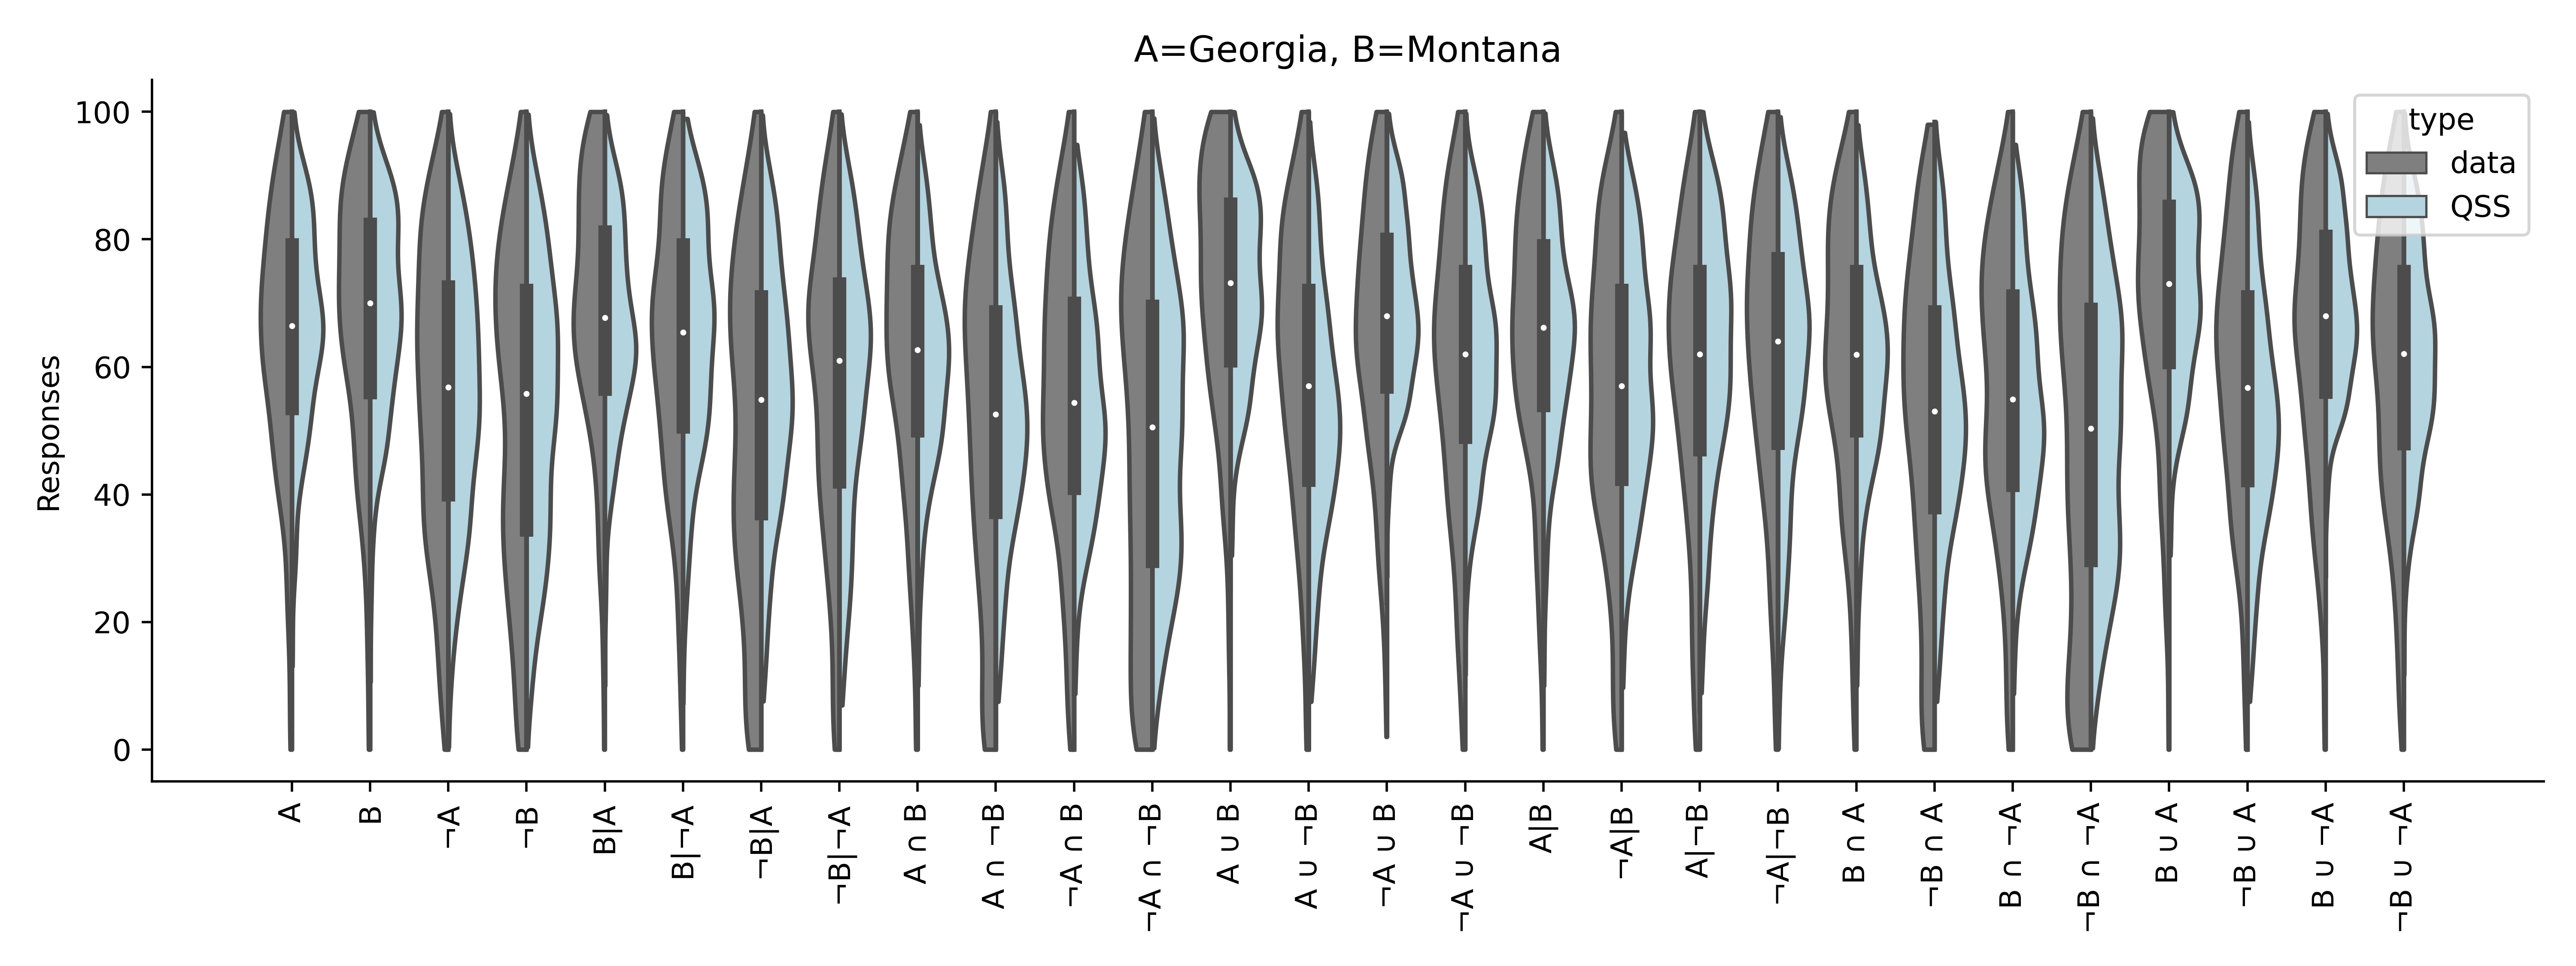 A=Georgia, B=Montana
Responses
100
80
60
40
20
0
type
data
QSS
A
B
¬A
¬B
B|A
B|¬A
¬B|A
¬B|¬A
A ∩ B
A ∩ ¬B
¬A ∩ B
¬A ∩ ¬B
A ∪ B
A ∪ ¬B
¬A ∪ B
¬A ∪ ¬B
A|B
¬A|B
A|¬B
¬A|¬B
B ∩ A
¬B ∩ A
B ∩ ¬A
¬B ∩ ¬A
B ∪ A
¬B ∪ A
B ∪ ¬A
¬B ∪ ¬A